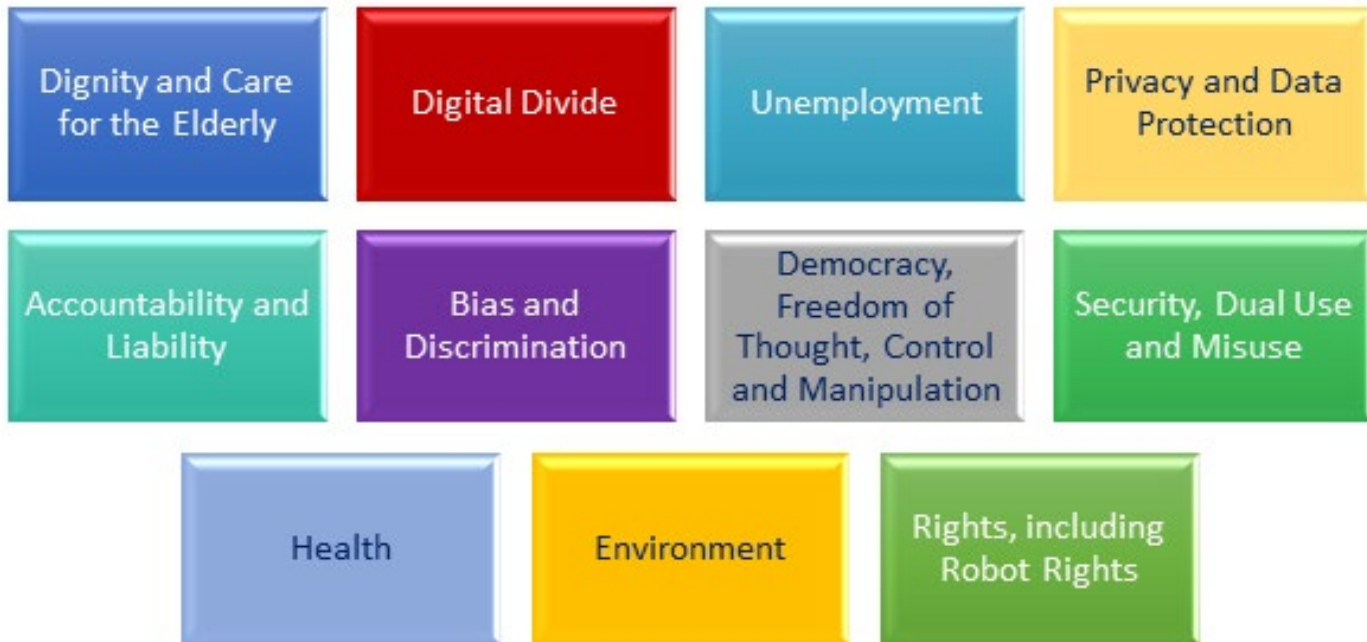 Dignity and Care
for the Elderly
Digital Divide
Unemployment
Privacy and Data
Protection
Accountability and
Liability
Bias and
Discrimination
Democracy,
Freedom of
Thought, Control
and Manipulation
Security, Dual Use
and Misuse
Health
Environment
Rights, including
Robot Rights